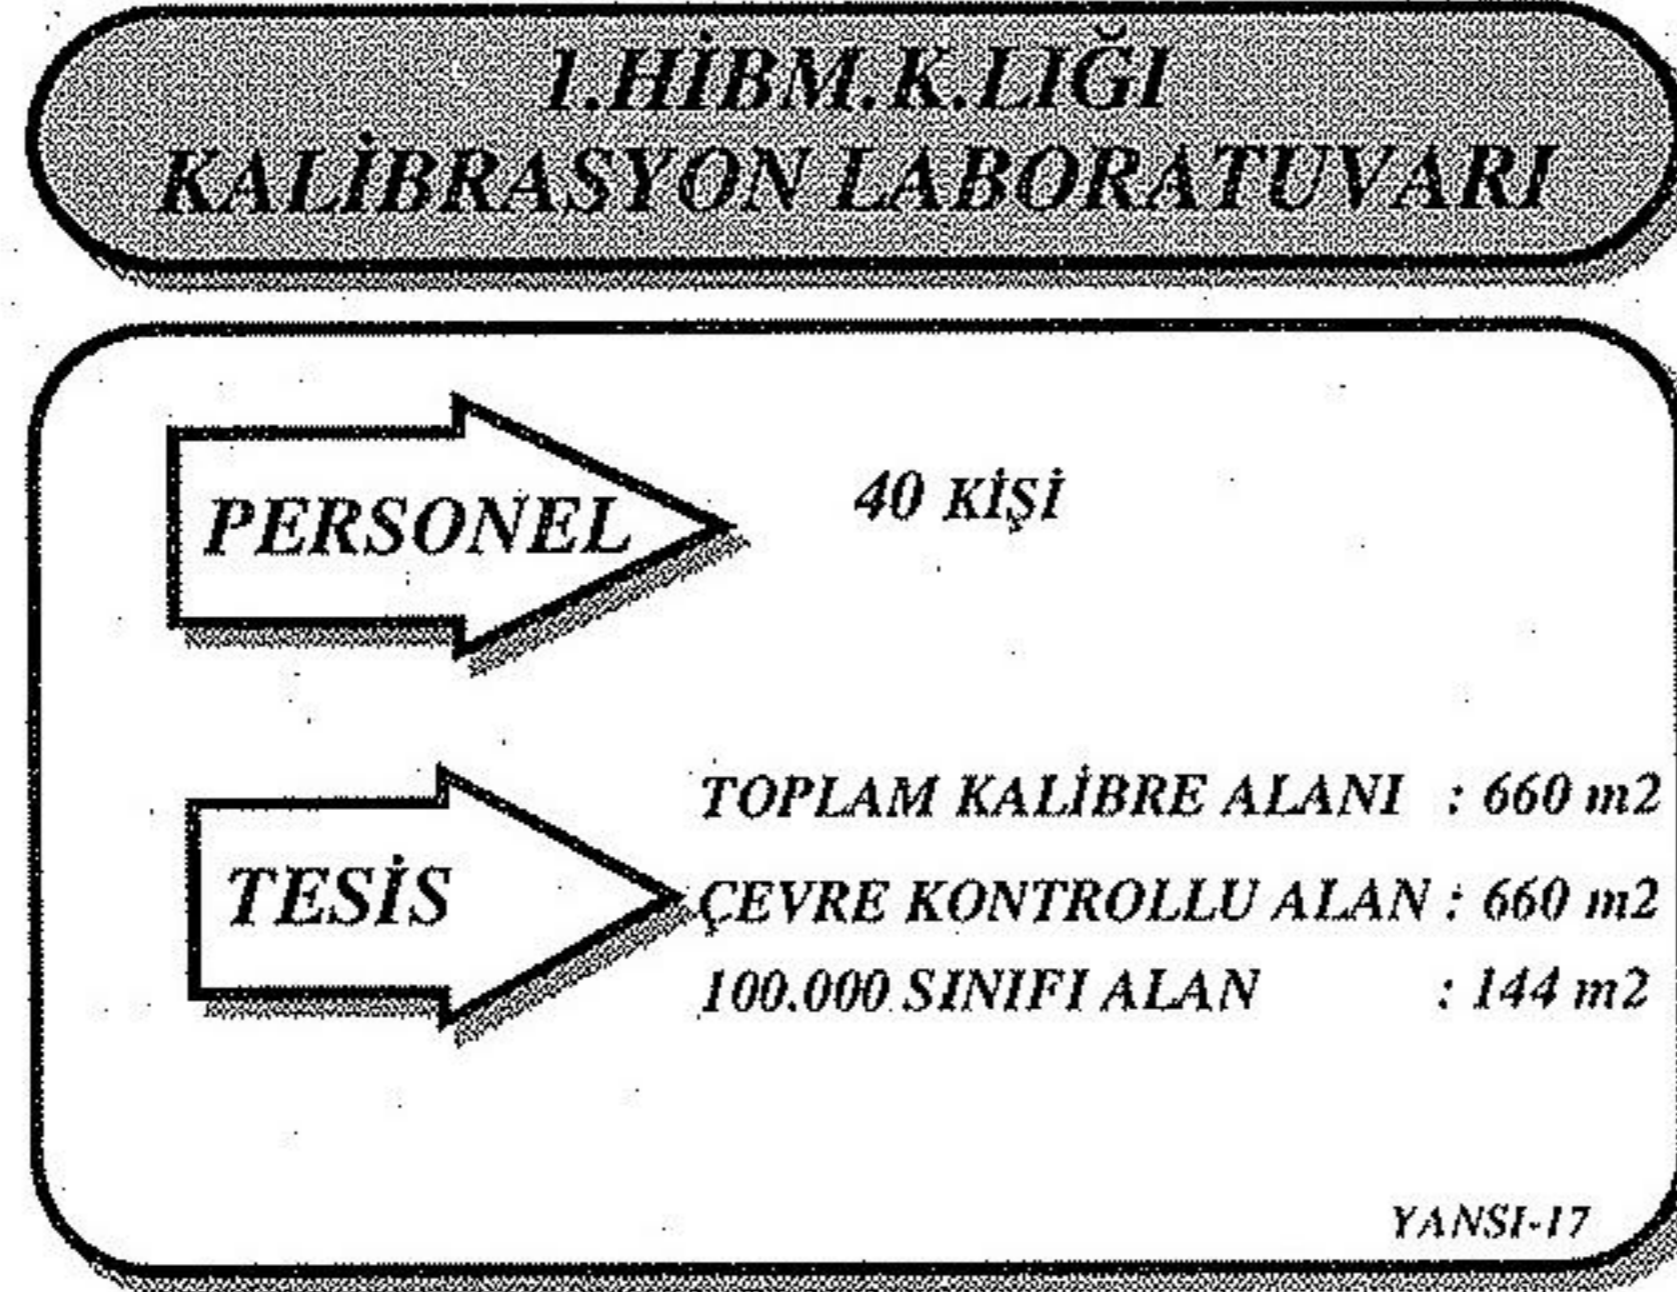 1.HİBM.K.LIĞI
KALİBRASYON LABORATUVARI
PERSONEL
40 KİŞİ
TESİS
TOPLAM KALİBRE ALANI : 660 m2
ÇEVRE KONTROLLU ALAN : 660 m2
100.000 SINIFI ALAN : 144 m2
YANSI-17